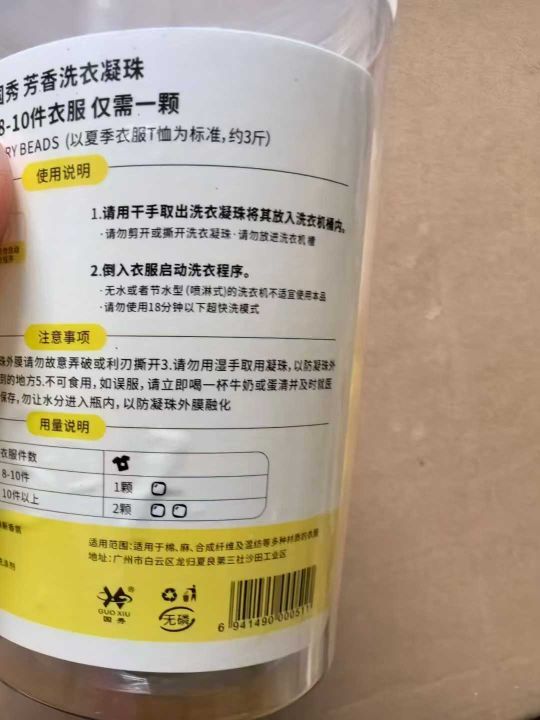 国秀 芳香洗衣凝珠
8-10件衣服 仅需一颗
RY BEADS (以夏季衣服T恤为标准,约3斤)
使用说明
1.请用干手取出洗衣凝珠将其放入洗衣机桶内。
·请勿剪开或撕开洗衣凝珠·请勿放进洗衣机槽
2.倒入衣服启动洗衣程序。
·无水或者节水型(喷淋式)的洗衣机不适宜使用本品
·请勿使用18分钟以下超快洗模式
注意事项
珠外膜请勿故意弄破或利刃撕开3.请勿用湿手取用凝珠,以防凝珠外
到的地方5.不可食用,如误服,请立即喝一杯牛奶或蛋清并及时就医
保存,勿让水分进入瓶内,以防凝珠外膜融化
用量说明
衣服件数
8-10件 1颗
10件以上 2颗
适用范围:适用于棉、麻、合成纤维及混纺等多种材质的衣服
地址:广州市白云区龙归夏良第三社沙田工业区
GUO XIU
国秀
无磷
6 941490 000511